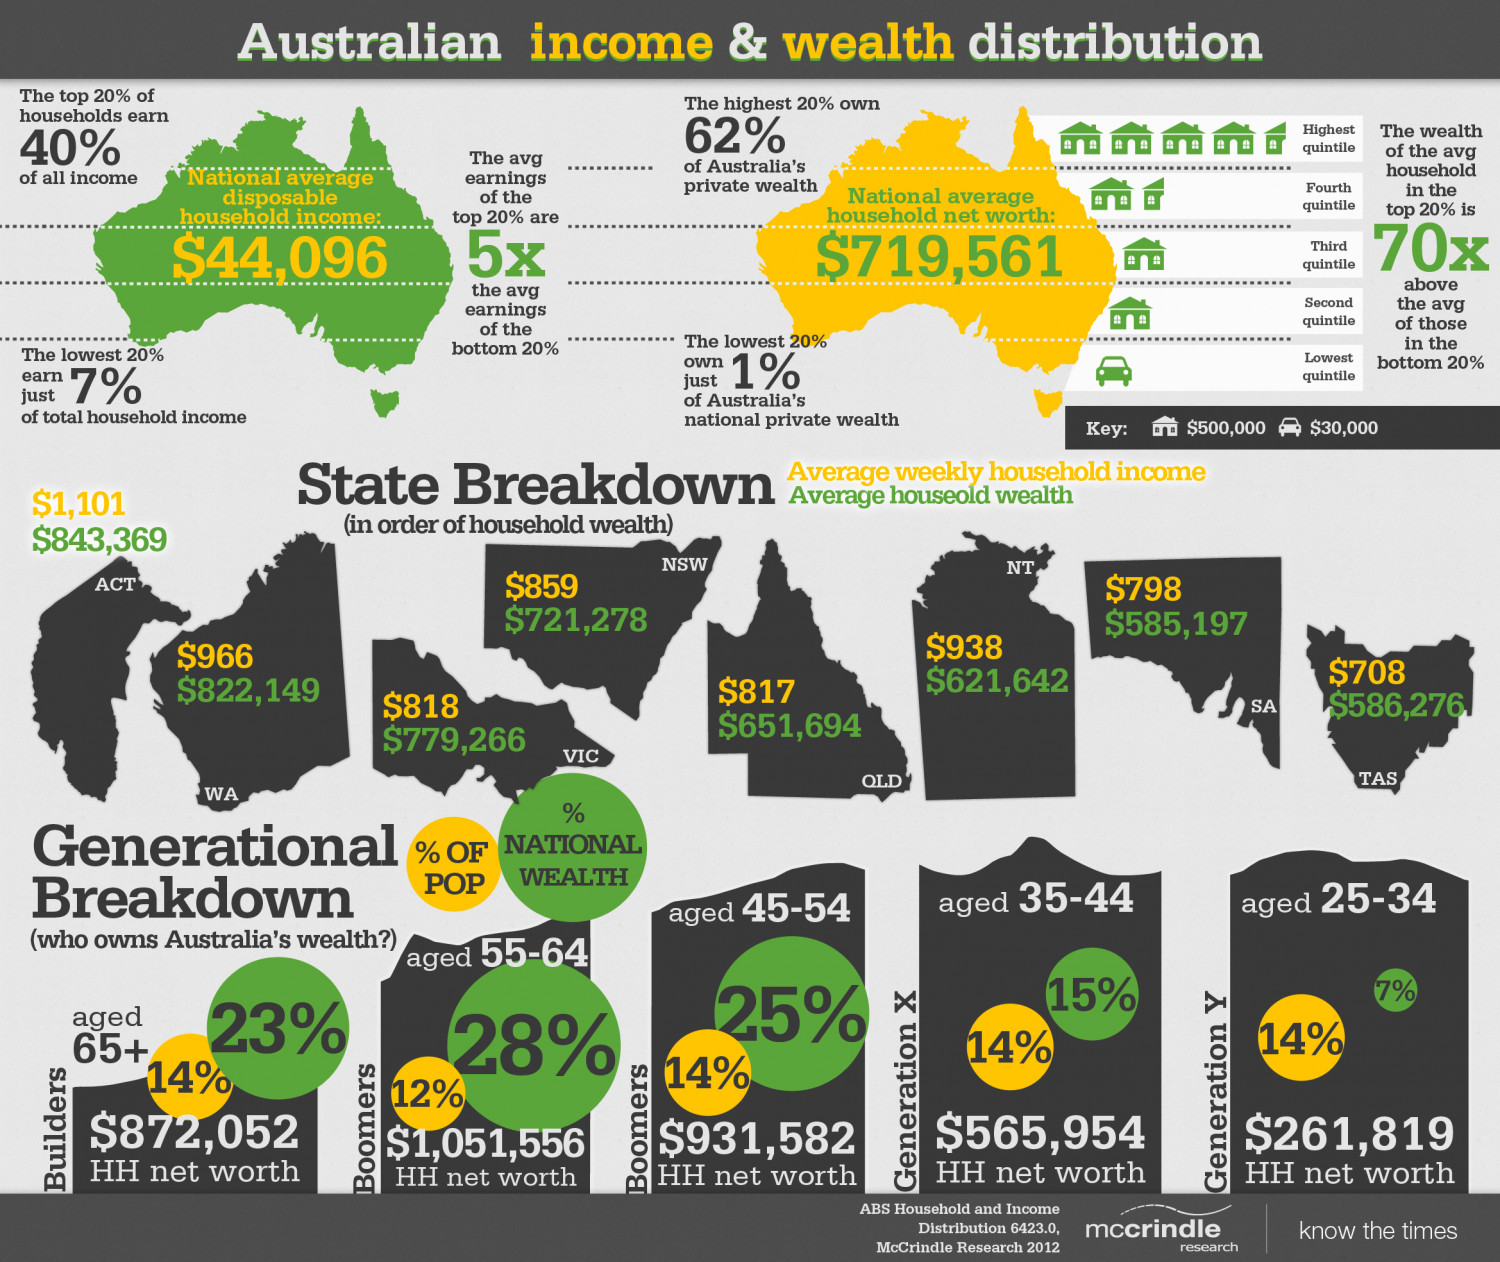 Australian income & wealth distribution
The top 20% of
households earn
40%
of all income
National average
disposable
household income:
$44,096
The avg
earnings
of the
top 20% are
5x
the avg
earnings
of the
bottom 20%
The lowest 20%
earn
just
7%
of total household income
The highest 20% own
62%
of Australia's
private wealth
National average
household net worth:
$719,561
The lowest 20%
own
just
1%
of Australia's
national private wealth
Highest
quintile
Fourth
quintile
Third
quintile
Second
quintile
Lowest
quintile
The wealth
of the avg
household
in the
top 20% is
70x
above
the avg
of those
in the
bottom 20%
Key: $500,000 $30,000
State Breakdown
(in order of household wealth)
Average weekly household income
Average houseold wealth
$1,101
$843,369
ACT
$966
$822,149
WA
$818
$779,266
VIC
$859
$721,278
NSW
$817
$651,694
QLD
$938
$621,642
NT
$798
$585,197
SA
$708
$586,276
TAS
Generational
Breakdown
(who owns Australia's wealth?)
% OF
POP
%
NATIONAL
WEALTH
Builders
aged
65+
14%
23%
$872,052
HH net worth
Boomers
aged 55-64
12%
28%
$1,051,556
HH net worth
Boomers
aged 45-54
14%
25%
$931,582
HH net worth
Generation X
aged 35-44
14%
15%
$565,954
HH net worth
Generation Y
aged 25-34
14%
7%
$261,819
HH net worth
ABS Household and Income
Distribution 6423.0,
McCrindle Research 2012
mccrindle
research
know the times